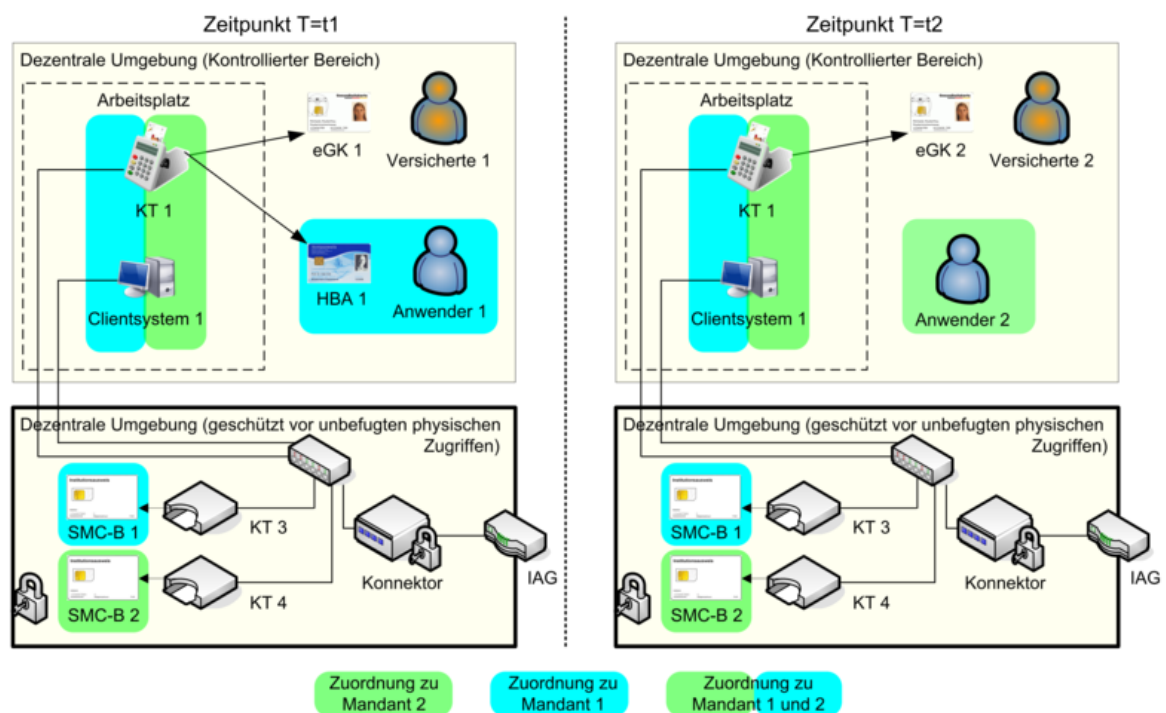 Zeitpunkt T=t1
Dezentrale Umgebung (Kontrollierter Bereich)
Arbeitsplatz
eGK 1
Versicherte 1
KT 1
HBA 1
Anwender 1
Clientsystem 1
Dezentrale Umgebung (geschützt vor unbefugten physischen
Zugriffen)
SMC-B 1
KT 3
SMC-B 2
KT 4
Konnektor
IAG
Zeitpunkt T=t2
Dezentrale Umgebung (Kontrollierter Bereich)
Arbeitsplatz
eGK 2
Versicherte 2
KT 1
Clientsystem 1
Anwender 2
Dezentrale Umgebung (geschützt vor unbefugten physischen
Zugriffen)
SMC-B 1
KT 3
SMC-B 2
KT 4
Konnektor
IAG
Zuordnung zu
Mandant 2
Zuordnung zu
Mandant 1
Zuordnung zu
Mandant 1 und 2